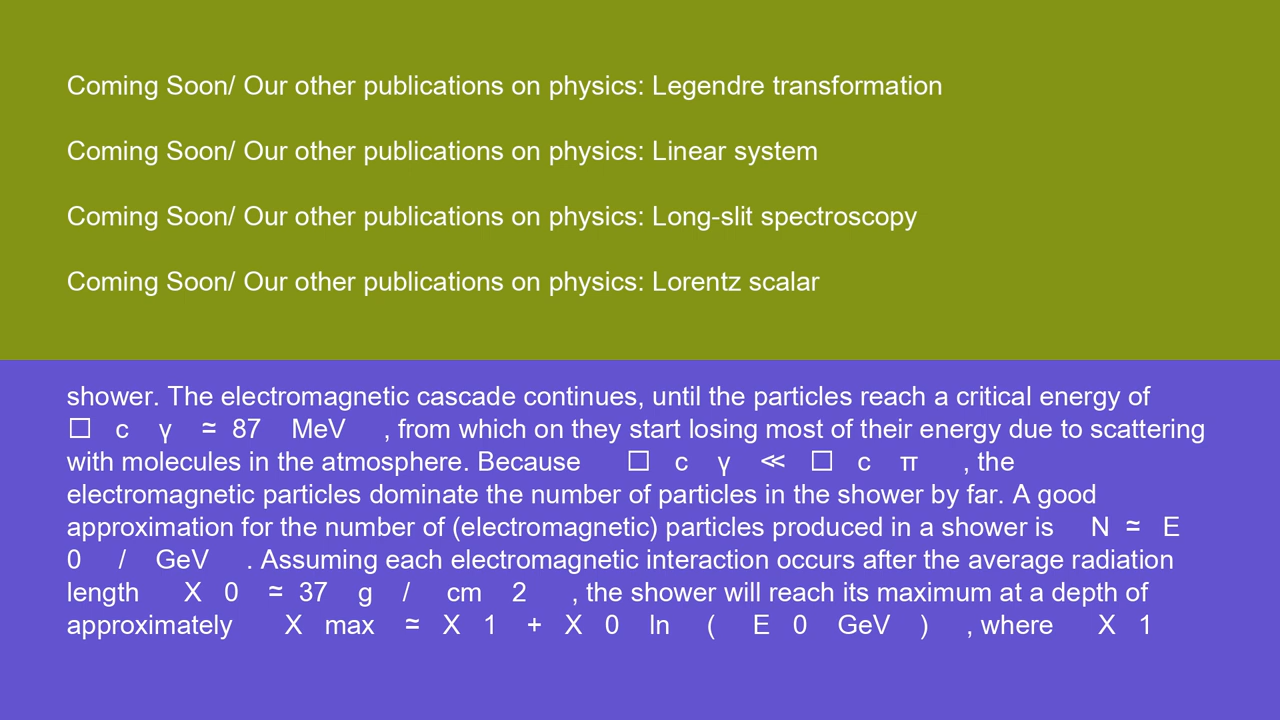 Coming Soon/ Our other publications on physics: Legendre transformation
Coming Soon/ Our other publications on physics: Linear system
Coming Soon/ Our other publications on physics: Long-slit spectroscopy
Coming Soon/ Our other publications on physics: Lorentz scalar
shower. The electromagnetic cascade continues, until the particles reach a critical energy of
□ c γ ≃ 87 MeV , from which on they start losing most of their energy due to scattering
with molecules in the atmosphere. Because □ c γ ≪ □ c π , the
electromagnetic particles dominate the number of particles in the shower by far. A good
approximation for the number of (electromagnetic) particles produced in a shower is N ≃ E
0 / GeV . Assuming each electromagnetic interaction occurs after the average radiation
length X 0 ≃ 37 g / cm 2 , the shower will reach its maximum at a depth of
approximately X max ≃ X 1 + X 0 ln ( E 0 GeV ) , where X 1